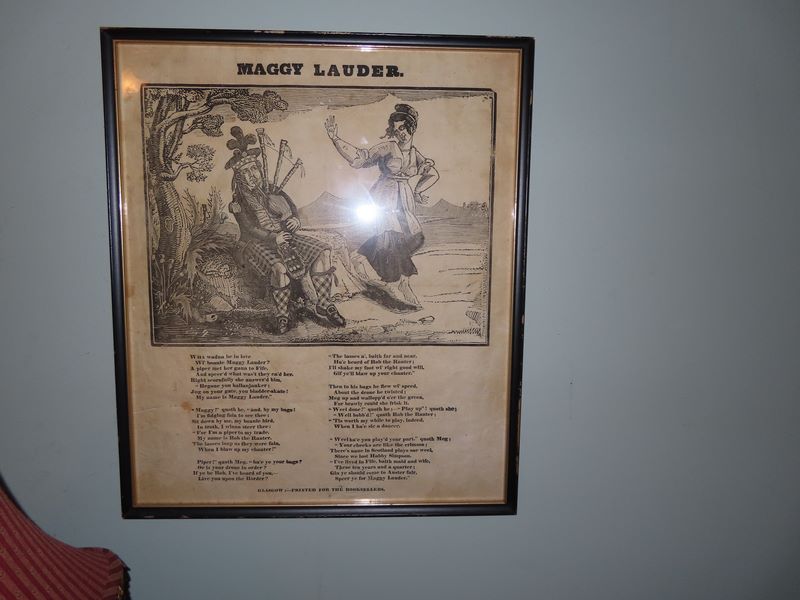 MAGGY LAUDER.
WHA wadna be in love
Wi' bonnie Maggy Lauder?
A piper met her gaun to Fife,
And speer'd what was't they ca'd her.
Right scornfully she answer'd him,
"Begone you hallanjanker;
Jog on your gate, you bladder-skate!
My name is Maggy Lauder."
"Maggy!" quoth he, "and, by my bags!
I'm fidging fain to see thee;
Sit down by me, my bonnie bird,
In troth, I winna steer thee;
For I'm a piper to my trade,
My name is Rab the Ranter,
The lasses loup as they were fain,
When I blaw up my chanter!"
Piper!" quoth Meg, "ha'e ye your bags?
Or is your drone in order?
If ye be Rab, I've heard of you,—
Live you upon the Border?
"The lasses a', baith far and near,
Ha'e heard of Rab the Ranter;
I'll shake my foot wi' right good will,
Gif ye'll blaw up your chanter."
Then to his bags he flew wi' speed,
About the drone he twisted;
Meg up and wallop'd o'er the green,
For brawly could she frisk it.
"Weel done!" quoth he;—"Play up"! quoth she;
"Well bobb'd!" quoth Rab the Ranter;
"Tis worth my while to play, indeed,
When I ha'e sic a dancer.
"Weel ha'e you play'd your part," quoth Meg;
"Your cheeks are like the crimson;
There's nane in Scotland plays sae weel,
Since we lost Habby Simpson.
I've lived in Fife, baith maid and wife,
These ten years and a quarter;
Gin ye should come to Anster fair,
Speer ye for Maggy Lauder."
GLASGOW:—PRINTED FOR THE BOOKSELLERS.